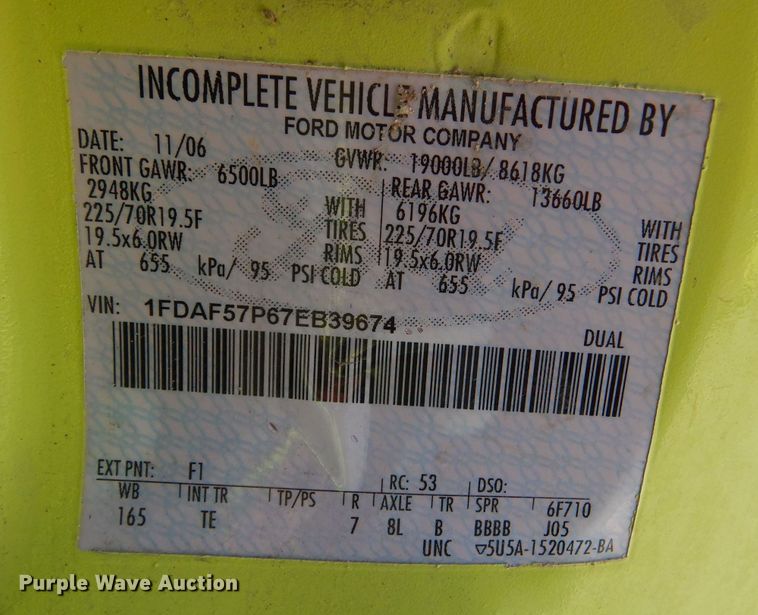 INCOMPLETE VEHICLE MANUFACTURED BY
FORD MOTOR COMPANY
DATE: 11/06 GVWR: 19000LB/ 8618KG
FRONT GAWR: 6500LB REAR GAWR: 13660LB
2948KG WITH 6196KG WITH
225/70R19.5F TIRES 225/70R19.5F TIRES
19.5x6.0RW RIMS 19.5x6.0RW RIMS
AT 655 kPa/ 95 PSI COLD AT 655 kPa/ 95 PSI COLD
VIN: 1FDAF57P67EB39674
DUAL
EXT PNT: F1 RC: 53 DSO:
WB INT TR TP/PS R AXLE TR SPR 6F710
165 TE 7 8L B BBBB J05
UNC ▽5U5A-1520472-BA
Purple Wave Auction